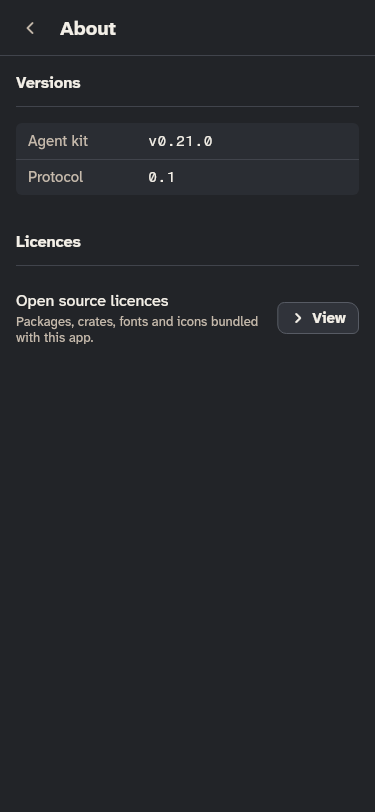 About
Versions
Agent kit v0.21.0
Protocol 0.1
Licences
Open source licences
Packages, crates, fonts and icons bundled
with this app.
View